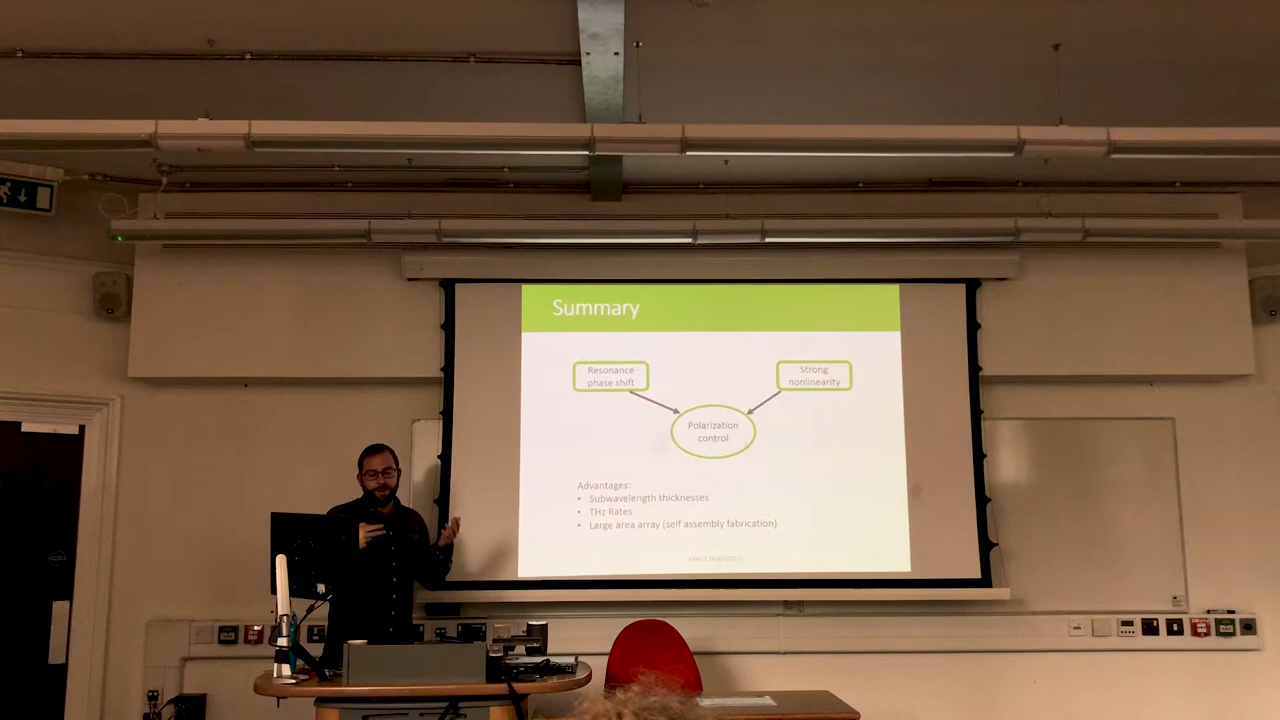 Summary
Resonance
phase shift
Strong
nonlinearity
Polarization
control
Advantages:
• Subwavelength thicknesses
• THz Rates
• Large area array (self assembly fabrication)